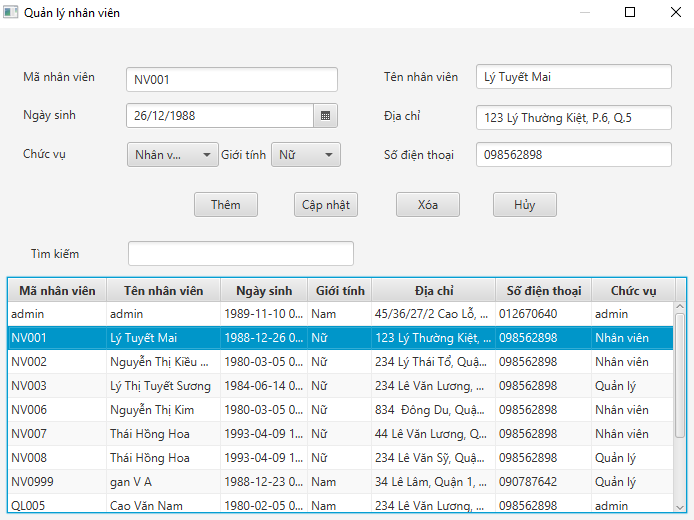 Quản lý nhân viên
Mã nhân viên NV001 Tên nhân viên Lý Tuyết Mai
Ngày sinh 26/12/1988 Địa chỉ 123 Lý Thường Kiệt, P.6, Q.5
Chức vụ Nhân v... Giới tính Nữ Số điện thoại 098562898
Thêm Cập nhật Xóa Hủy
Tìm kiếm
Mã nhân viên Tên nhân viên Ngày sinh Giới tính Địa chỉ Số điện thoại Chức vụ
admin admin 1989-11-10 0... Nam 45/36/27/2 Cao Lỗ, ... 012670640 admin
NV001 Lý Tuyết Mai 1988-12-26 0... Nữ 123 Lý Thường Kiệt, ... 098562898 Nhân viên
NV002 Nguyễn Thị Kiều ... 1980-03-05 0... Nữ 234 Lý Thái Tổ, Quậ... 098562898 Nhân viên
NV003 Lý Thị Tuyết Sương 1984-06-14 0... Nữ 234 Lê Văn Lương, ... 098562898 Quản lý
NV006 Nguyễn Thị Kim 1980-03-05 0... Nữ 834 Đông Du, Quậ... 098562898 Nhân viên
NV007 Thái Hồng Hoa 1993-04-09 1... Nữ 44 Lê Văn Lương, Q... 098562898 Nhân viên
NV008 Thái Hồng Hoa 1993-04-09 1... Nữ 234 Lê Văn Sỹ, Quậ... 098562898 Quản lý
NV0999 gan V A 1988-12-23 0... Nam 34 Lê Lâm, Quận 1, ... 090787642 Quản lý
QL005 Cao Văn Nam 1980-02-05 0... Nam 234 Lê Văn Lương, ... 098562898 admin